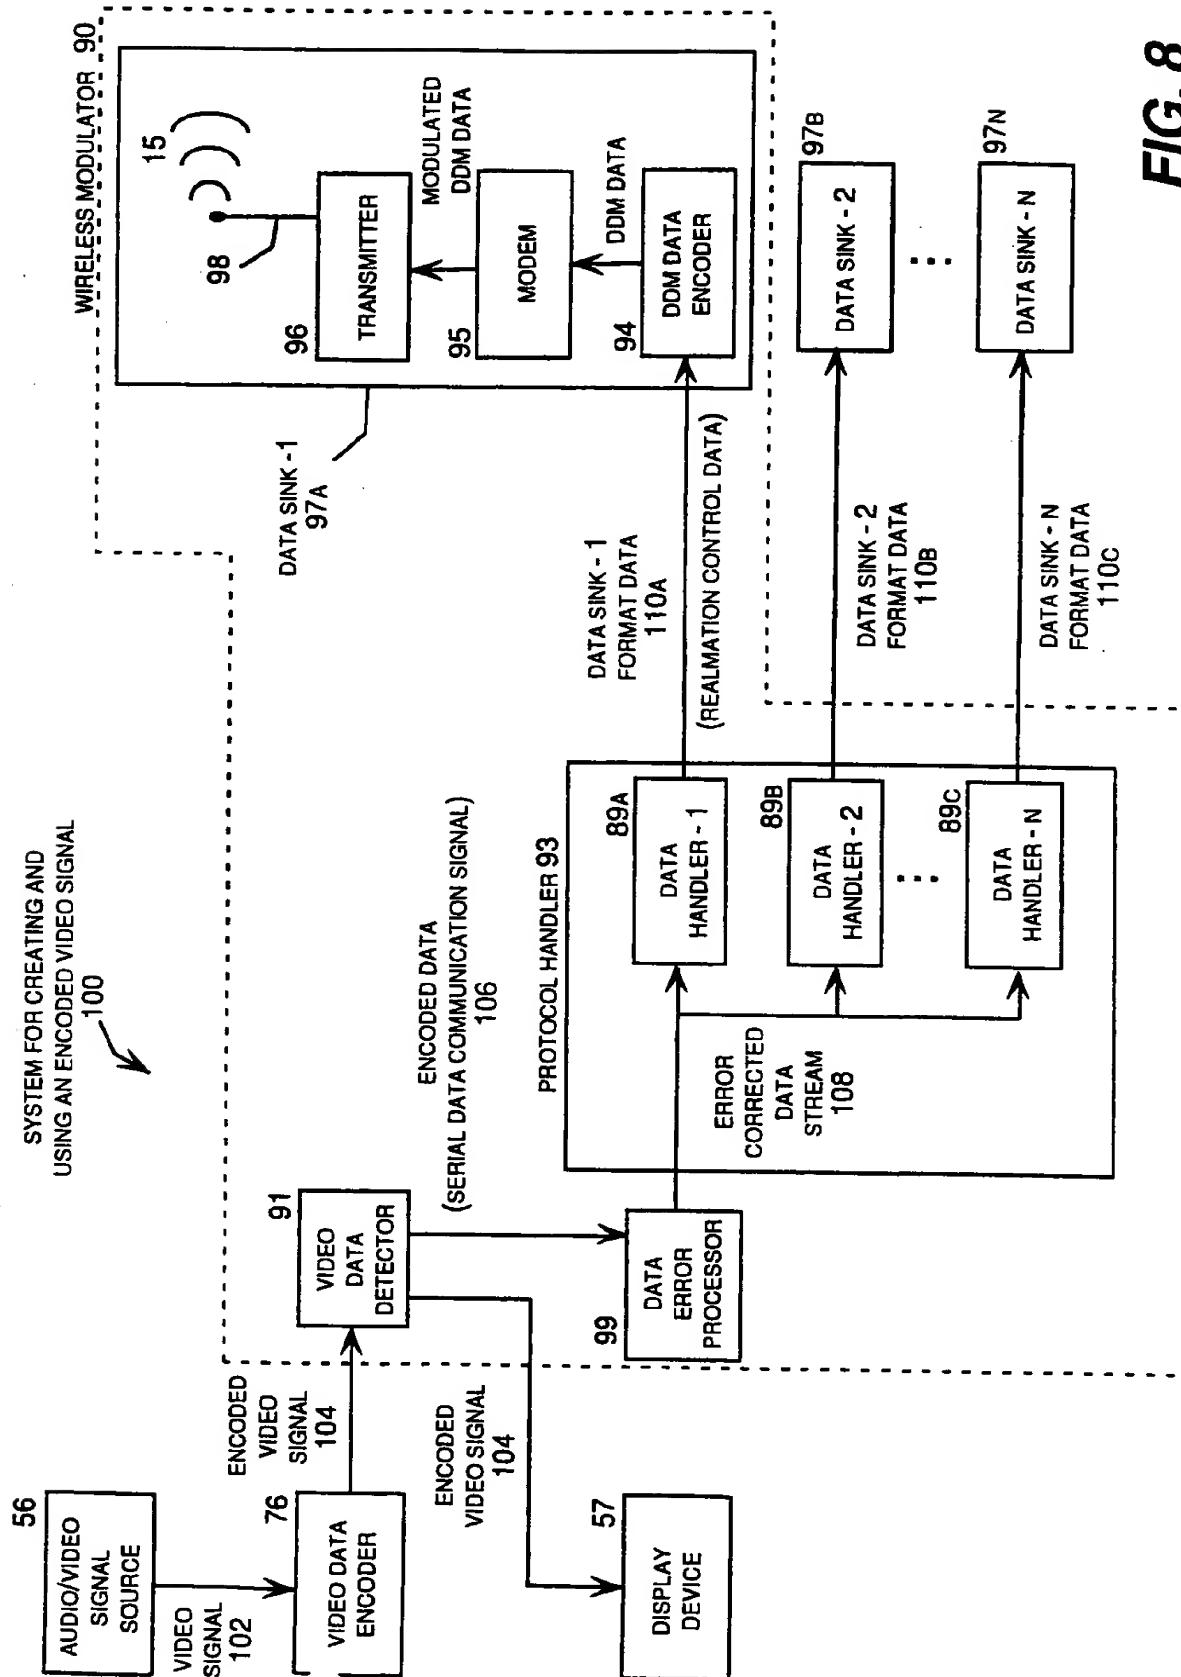 SYSTEM FOR CREATING AND
USING AN ENCODED VIDEO SIGNAL
100
56
AUDIO/VIDEO
SIGNAL
SOURCE
VIDEO
SIGNAL
102
76
VIDEO DATA
ENCODER
ENCODED
VIDEO
SIGNAL
104
91
VIDEO
DATA
DETECTOR
ENCODED
VIDEO SIGNAL
104
57
DISPLAY
DEVICE
ENCODED DATA
(SERIAL DATA COMMUNICATION SIGNAL)
106
99
DATA
ERROR
PROCESSOR
PROTOCOL HANDLER 93
ERROR
CORRECTED
DATA
STREAM
108
89A
DATA
HANDLER - 1
89B
DATA
HANDLER - 2
89C
DATA
HANDLER - N
DATA SINK - 1
FORMAT DATA
110A
(REALMATION CONTROL DATA)
DATA SINK - 2
FORMAT DATA
110B
DATA SINK - N
FORMAT DATA
110C
WIRELESS MODULATOR 90
DATA SINK - 1
97A
15
98
96
TRANSMITTER
MODULATED
DDM DATA
95
MODEM
DDM DATA
94
DDM DATA
ENCODER
97B
DATA SINK - 2
97N
DATA SINK - N
FIG. 8